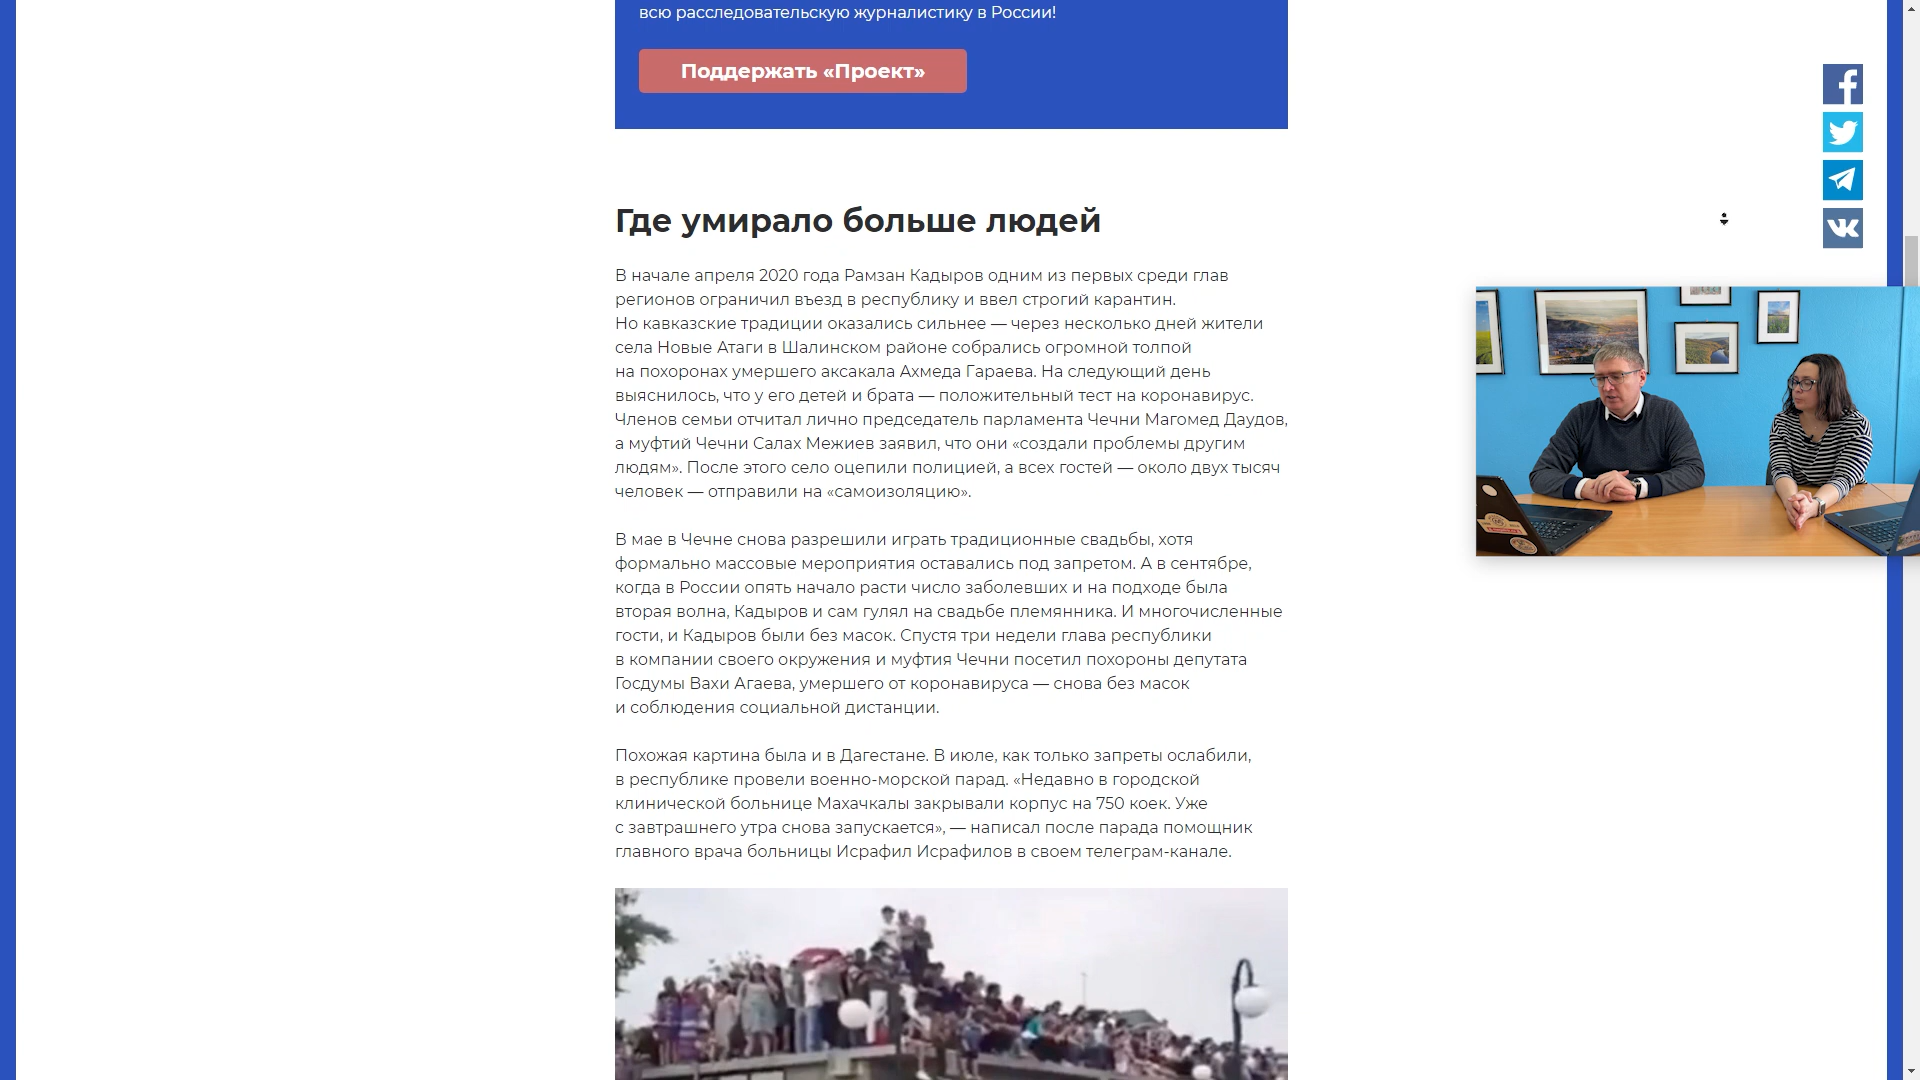 всю расследовательскую журналистику в России!
Поддержать «Проект»
Где умирало больше людей
В начале апреля 2020 года Рамзан Кадыров одним из первых среди глав
регионов ограничил въезд в республику и ввел строгий карантин.
Но кавказские традиции оказались сильнее — через несколько дней жители
села Новые Атаги в Шалинском районе собрались огромной толпой
на похоронах умершего аксакала Ахмеда Гараева. На следующий день
выяснилось, что у его детей и брата — положительный тест на коронавирус.
Членов семьи отчитал лично председатель парламента Чечни Магомед Даудов,
а муфтий Чечни Салах Межиев заявил, что они «создали проблемы другим
людям». После этого село оцепили полицией, а всех гостей — около двух тысяч
человек — отправили на «самоизоляцию».
В мае в Чечне снова разрешили играть традиционные свадьбы, хотя
формально массовые мероприятия оставались под запретом. А в сентябре,
когда в России опять начало расти число заболевших и на подходе была
вторая волна, Кадыров и сам гулял на свадьбе племянника. И многочисленные
гости, и Кадыров были без масок. Спустя три недели глава республики
в компании своего окружения и муфтия Чечни посетил похороны депутата
Госдумы Вахи Агаева, умершего от коронавируса — снова без масок
и соблюдения социальной дистанции.
Похожая картина была и в Дагестане. В июле, как только запреты ослабили,
в республике провели военно-морской парад. «Недавно в городской
клинической больнице Махачкалы закрывали корпус на 750 коек. Уже
с завтрашнего утра снова запускается», — написал после парада помощник
главного врача больницы Исрафил Исрафилов в своем телеграм-канале.